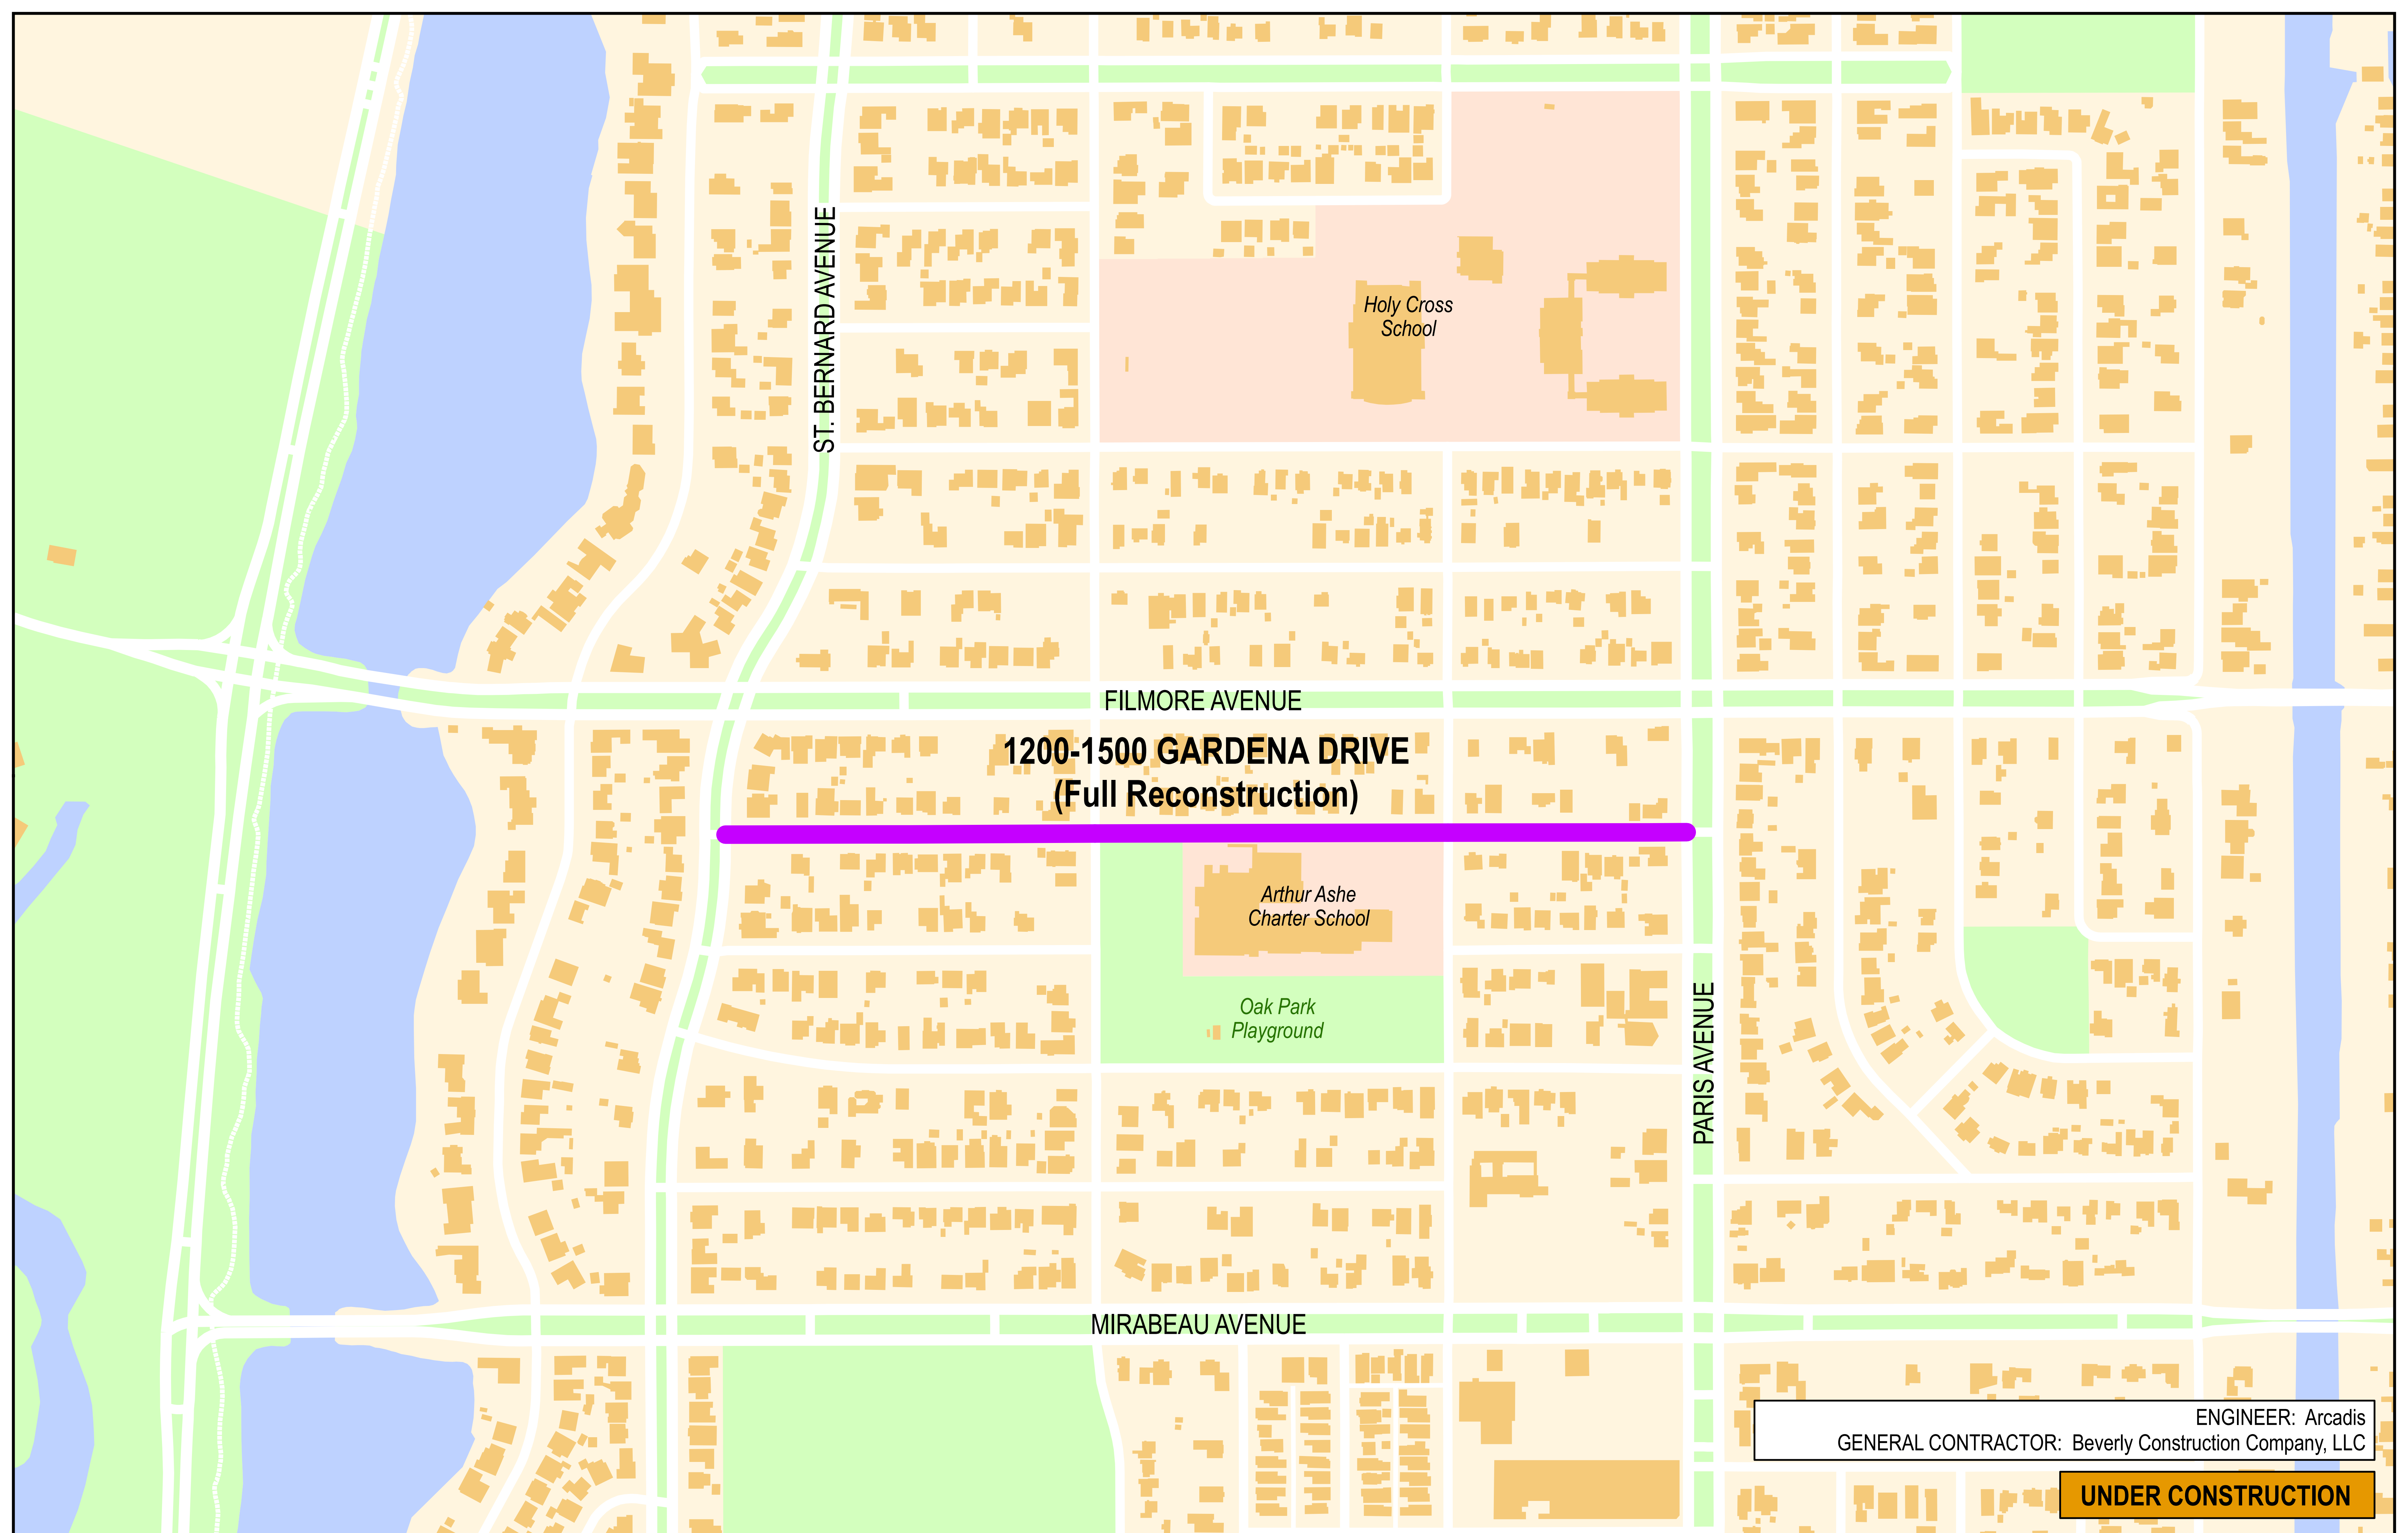 ST. BERNARD AVENUE
Holy Cross
School
FILMORE AVENUE
1200-1500 GARDENA DRIVE
(Full Reconstruction)
Arthur Ashe
Charter School
Oak Park
Playground
PARIS AVENUE
MIRABEAU AVENUE
ENGINEER: Arcadis
GENERAL CONTRACTOR: Beverly Construction Company, LLC
UNDER CONSTRUCTION